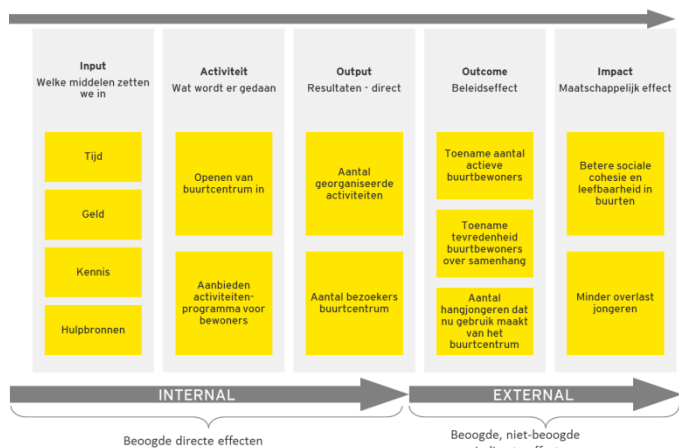 Input
Welke middelen zetten
we in
Activiteit
Wat wordt er gedaan
Output
Resultaten - direct
Outcome
Beleidseffect
Impact
Maatschappelijk effect
Tijd
Geld
Kennis
Hulpbronnen
Openen van
buurtcentrum in
Aanbieden
activiteiten-
programma voor
bewoners
Aantal
georganiseerde
activiteiten
Aantal bezoekers
buurtcentrum
Toename aantal
actieve
buurtbewoners
Toename
tevredenheid
buurtbewoners
over samenhang
Aantal
hangjongeren dat
nu gebruik maakt
van het
buurtcentrum
Betere sociale
cohesie en
leefbaarheid in
buurten
Minder overlast
jongeren
INTERNAL
EXTERNAL
Beoogde directe effecten
Beoogde, niet-beoogde